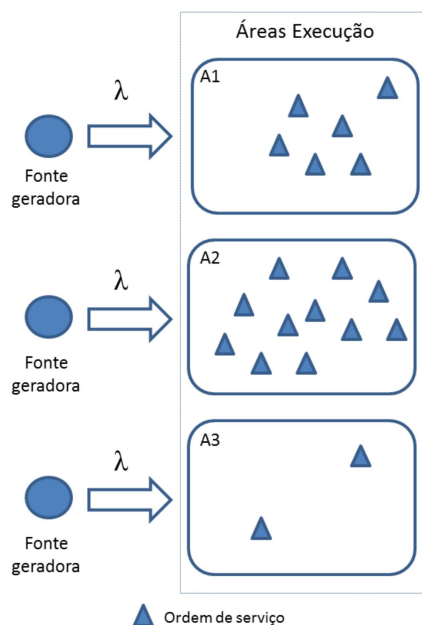 Áreas Execução
λ
A1
Fonte
geradora
λ
A2
Fonte
geradora
λ
A3
Fonte
geradora
Ordem de serviço